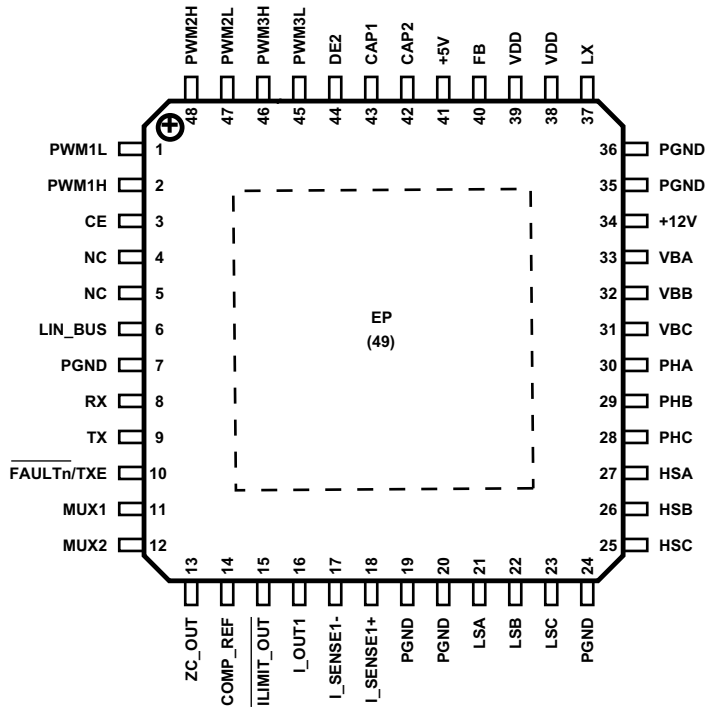 PWM2H
PWM2L
PWM3H
PWM3L
DE2
CAP1
CAP2
+5V
FB
VDD
VDD
LX
48
47
46
45
44
43
42
41
40
39
38
37
PWM1L 1
PWM1H 2
CE 3
NC 4
NC 5
LIN_BUS 6
PGND 7
RX 8
TX 9
FAULTn/TXE 10
MUX1 11
MUX2 12
EP
(49)
36 PGND
35 PGND
34 +12V
33 VBA
32 VBB
31 VBC
30 PHA
29 PHB
28 PHC
27 HSA
26 HSB
25 HSC
13
14
15
16
17
18
19
20
21
22
23
24
ZC_OUT
COMP_REF
ILIMIT_OUT
I_OUT1
I_SENSE1-
I_SENSE1+
PGND
PGND
LSA
LSB
LSC
PGND